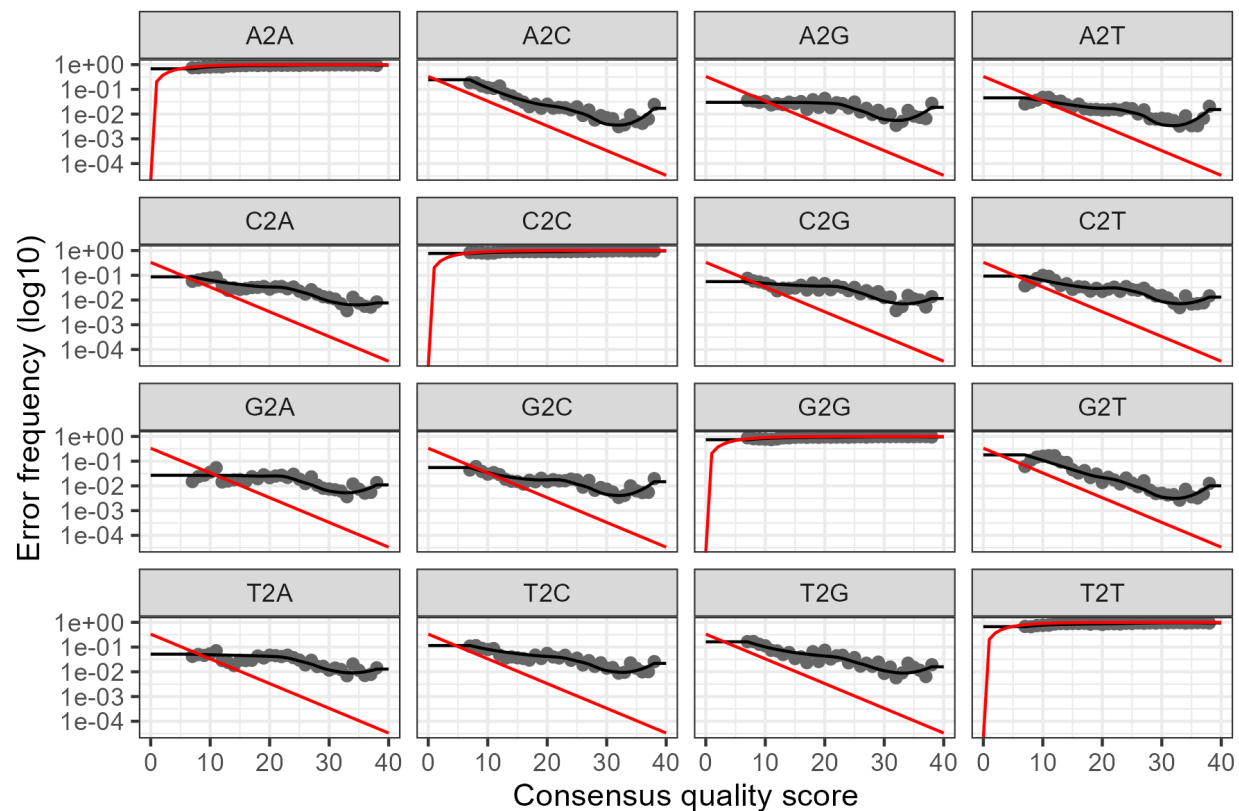 A2A A2C A2G A2T
1e+00
1e-01
1e-02
1e-03
1e-04
C2A C2C C2G C2T
1e+00
1e-01
1e-02
1e-03
1e-04
G2A G2C G2G G2T
1e+00
1e-01
1e-02
1e-03
1e-04
T2A T2C T2G T2T
1e+00
1e-01
1e-02
1e-03
1e-04
0 10 20 30 40 0 10 20 30 40 0 10 20 30 40 0 10 20 30 40
Consensus quality score
Error frequency (log10)